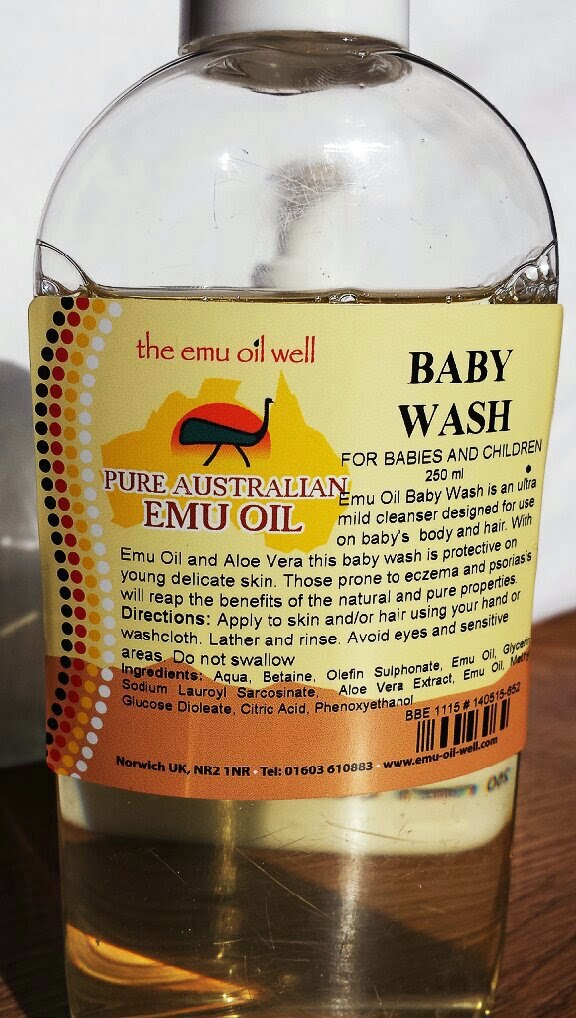 the emu oil well
PURE AUSTRALIAN
EMU OIL
BABY
WASH
FOR BABIES AND CHILDREN
250 ml
Emu Oil Baby Wash is an ultra
mild cleanser designed for use
on baby's body and hair. With
Emu Oil and Aloe Vera this baby wash is protective on
young delicate skin. Those prone to eczema and psoriasis
will reap the benefits of the natural and pure properties.
Directions: Apply to skin and/or hair using your hand or
washcloth. Lather and rinse. Avoid eyes and sensitive
areas. Do not swallow
Ingredients: Aqua, Betaine, Olefin Sulphonate, Emu Oil,
Sodium Lauroyl Sarcosinate, Aloe Vera Extract, Emu Oil,
Glucose Dioleate, Citric Acid, Phenoxyethanol
BBE 1115 # 140515-652
Norwich UK, NR2 1NR · Tel: 01603 610883 · www.emu-oil-well.com